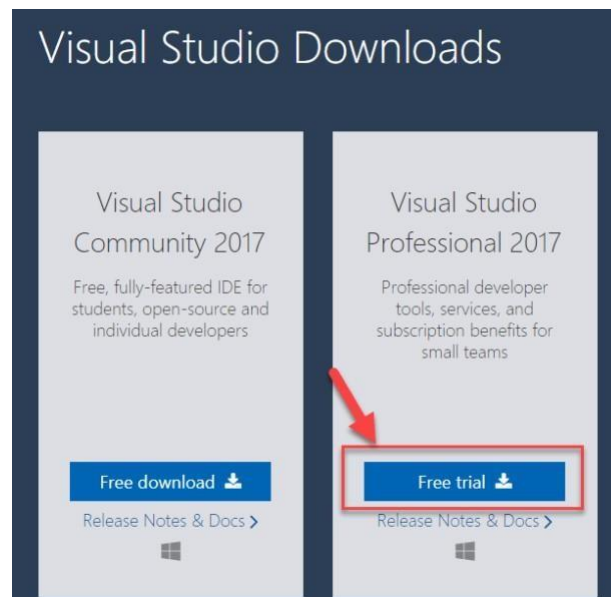 Visual Studio Downloads
Visual Studio
Community 2017
Free, fully-featured IDE for
students, open-source and
individual developers
Free download
Release Notes & Docs >
Visual Studio
Professional 2017
Professional developer
tools, services, and
subscription benefits for
small teams
Free trial
Release Notes & Docs >